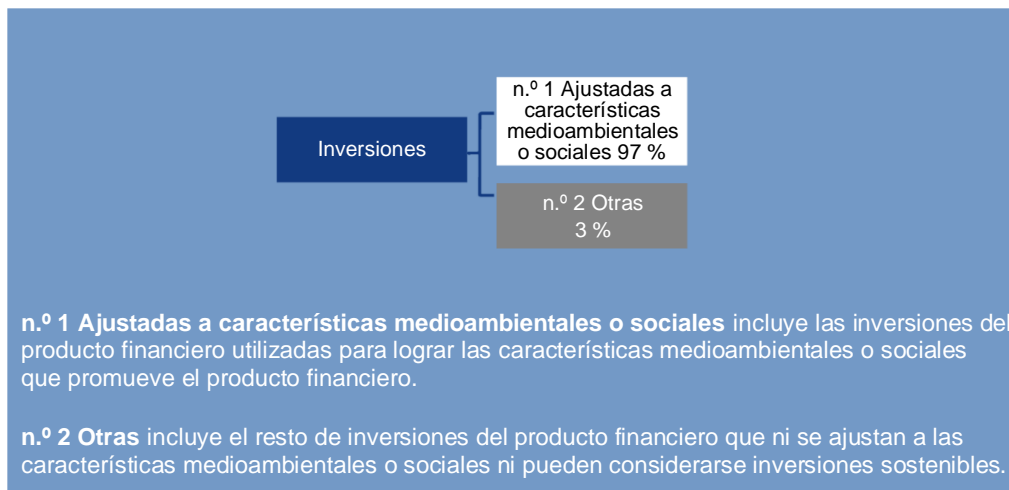 Inversiones
n.º 1 Ajustadas a
características
medioambientales
o sociales 97 %
n.º 2 Otras
3 %
n.º 1 Ajustadas a características medioambientales o sociales incluye las inversiones del
producto financiero utilizadas para lograr las características medioambientales o sociales
que promueve el producto financiero.
n.º 2 Otras incluye el resto de inversiones del producto financiero que ni se ajustan a las
características medioambientales o sociales ni pueden considerarse inversiones sostenibles.